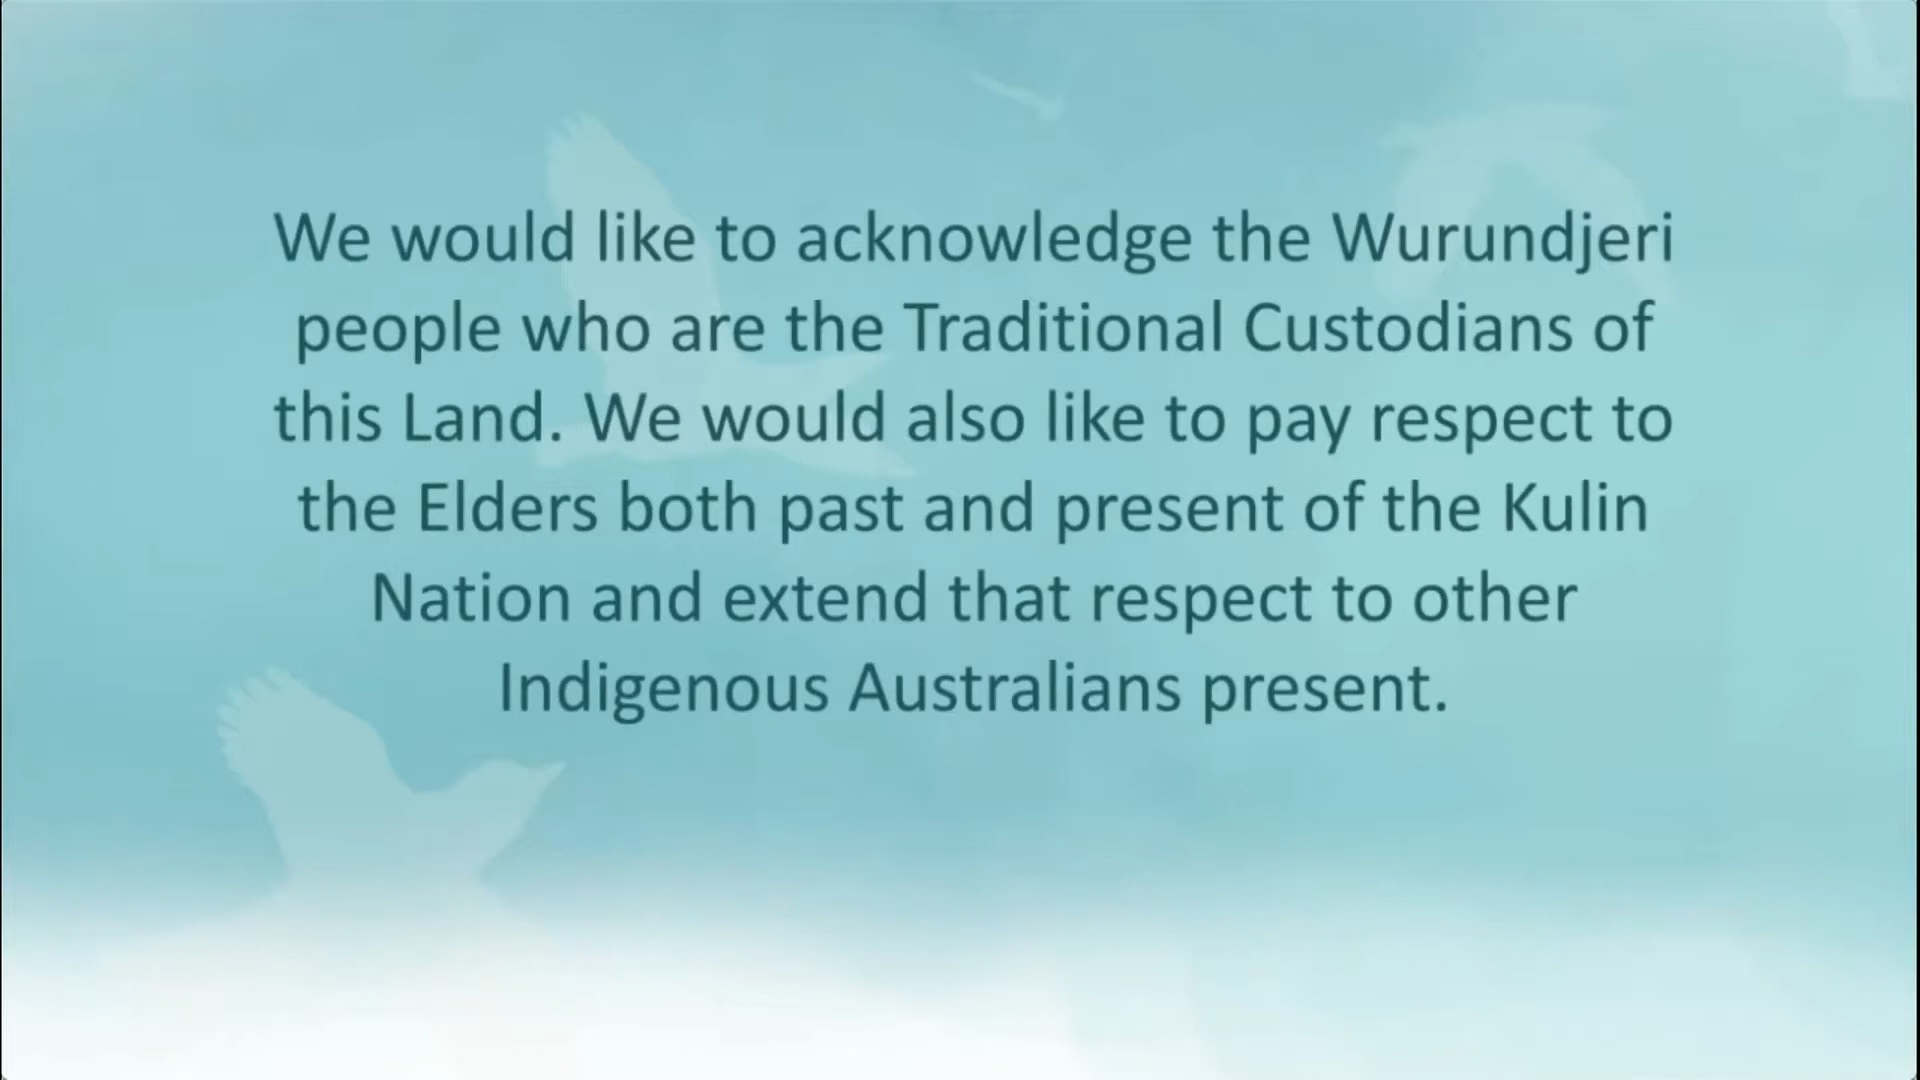 We would like to acknowledge the Wurundjeri
people who are the Traditional Custodians of
this Land. We would also like to pay respect to
the Elders both past and present of the Kulin
Nation and extend that respect to other
Indigenous Australians present.